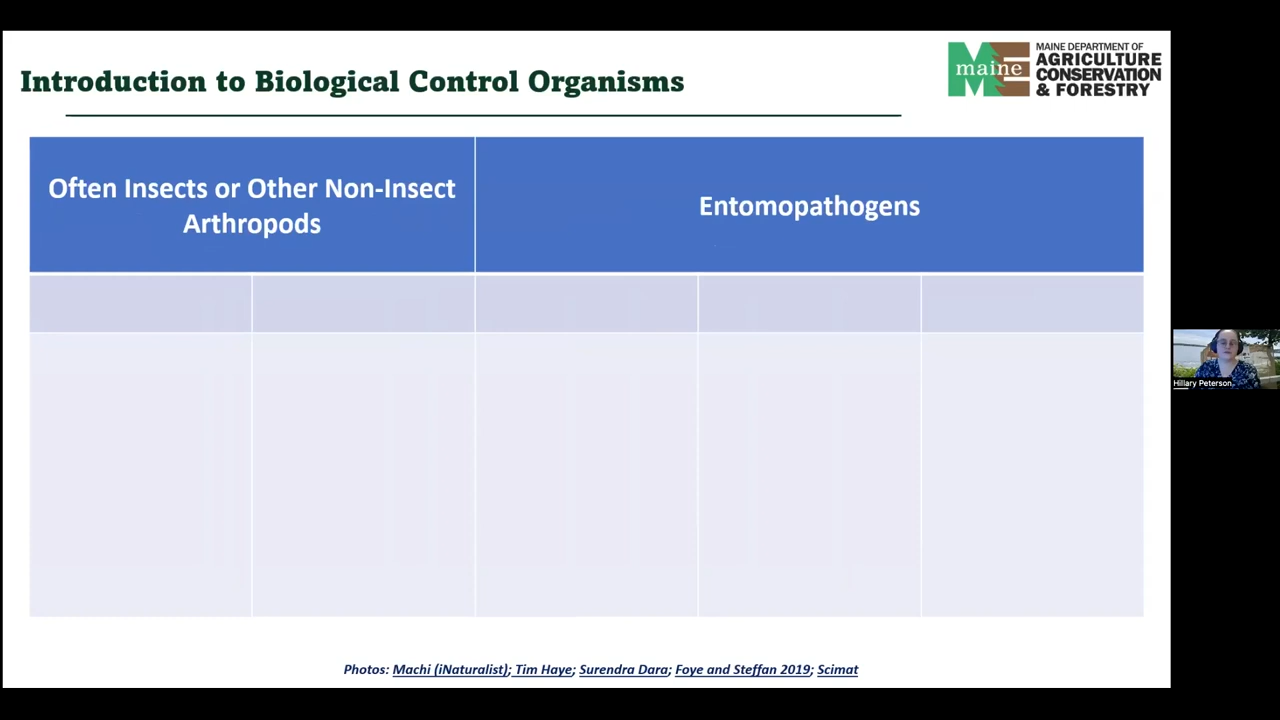 Introduction to Biological Control Organisms
maine
MAINE DEPARTMENT OF
AGRICULTURE
CONSERVATION
& FORESTRY
Often Insects or Other Non-Insect
Arthropods
Entomopathogens
Hillary Peterson
Photos: Machi (iNaturalist); Tim Haye; Surendra Dara; Foye and Steffan 2019; Scimat